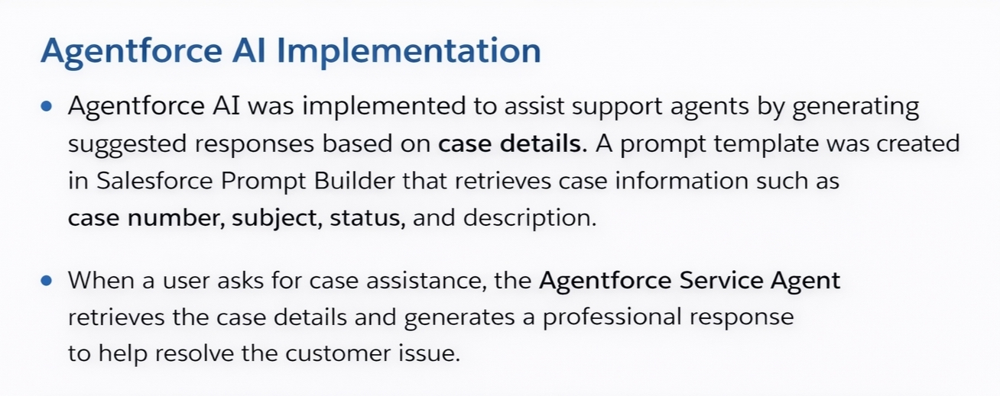 Agentforce AI Implementation
• Agentforce AI was implemented to assist support agents by generating
suggested responses based on case details. A prompt template was created
in Salesforce Prompt Builder that retrieves case information such as
case number, subject, status, and description.
• When a user asks for case assistance, the Agentforce Service Agent
retrieves the case details and generates a professional response
to help resolve the customer issue.